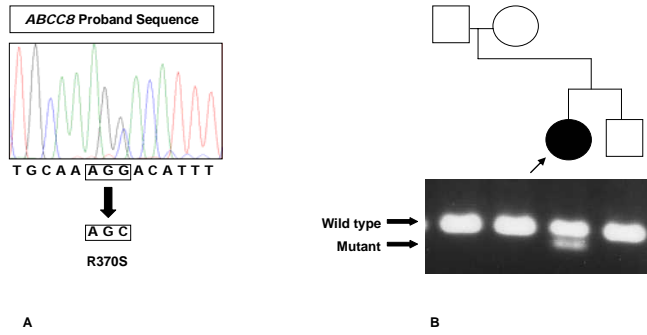 ABCC8 Proband Sequence
T G C A A A G G A C A T T T
A G C
R370S
A
Wild type
Mutant
B